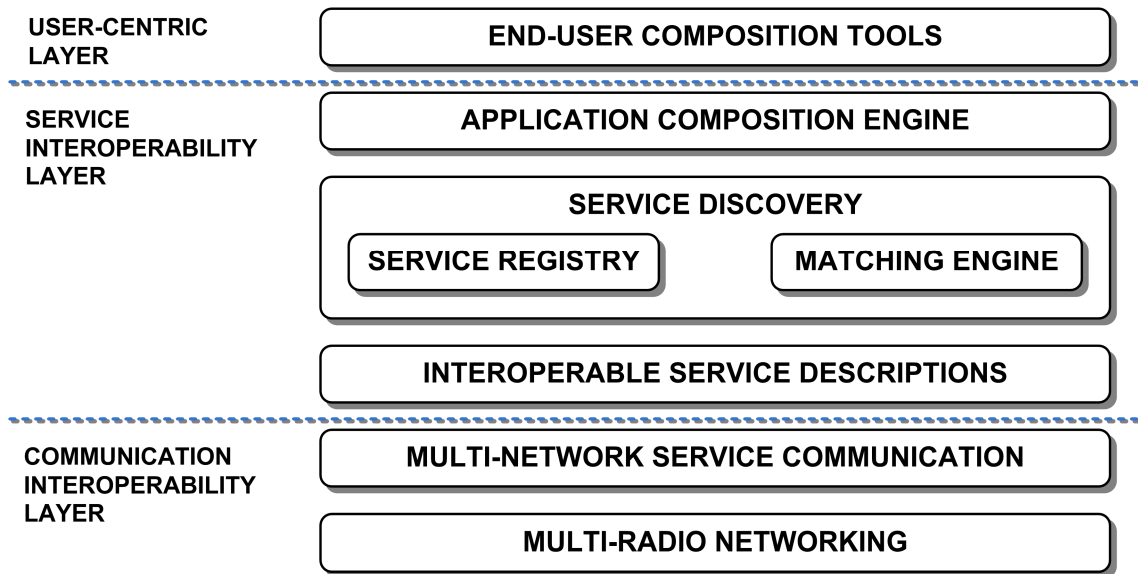 USER-CENTRIC
LAYER
END-USER COMPOSITION TOOLS
SERVICE
INTEROPERABILITY
LAYER
APPLICATION COMPOSITION ENGINE
SERVICE DISCOVERY
SERVICE REGISTRY
MATCHING ENGINE
INTEROPERABLE SERVICE DESCRIPTIONS
COMMUNICATION
INTEROPERABILITY
LAYER
MULTI-NETWORK SERVICE COMMUNICATION
MULTI-RADIO NETWORKING